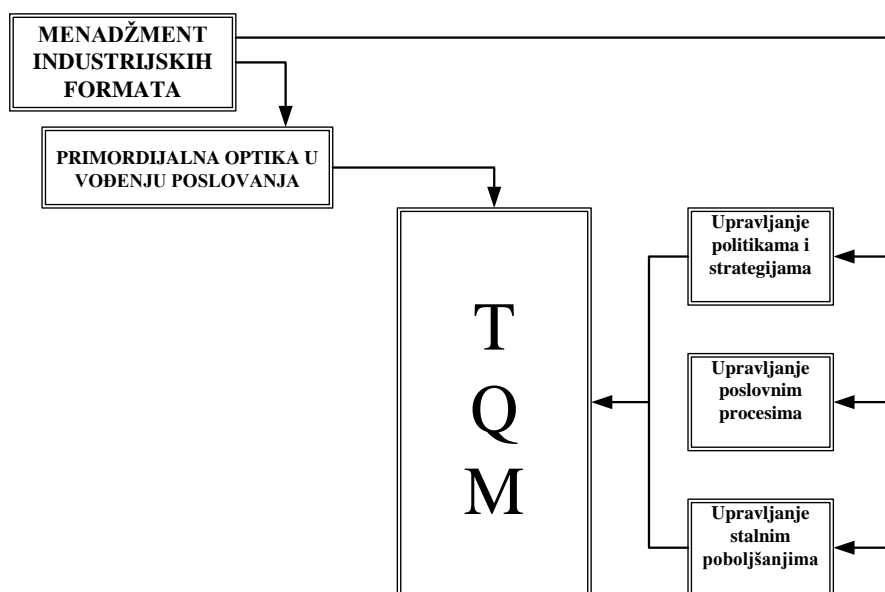 MENADŽMENT
INDUSTRIJSKIH
FORMATA
PRIMORDIJALNA OPTIKA U
VOĐENJU POSLOVANJA
T
Q
M
Upravljanje
politikama i
strategijama
Upravljanje
poslovnim
procesima
Upravljanje
stalnim
poboljšanjima